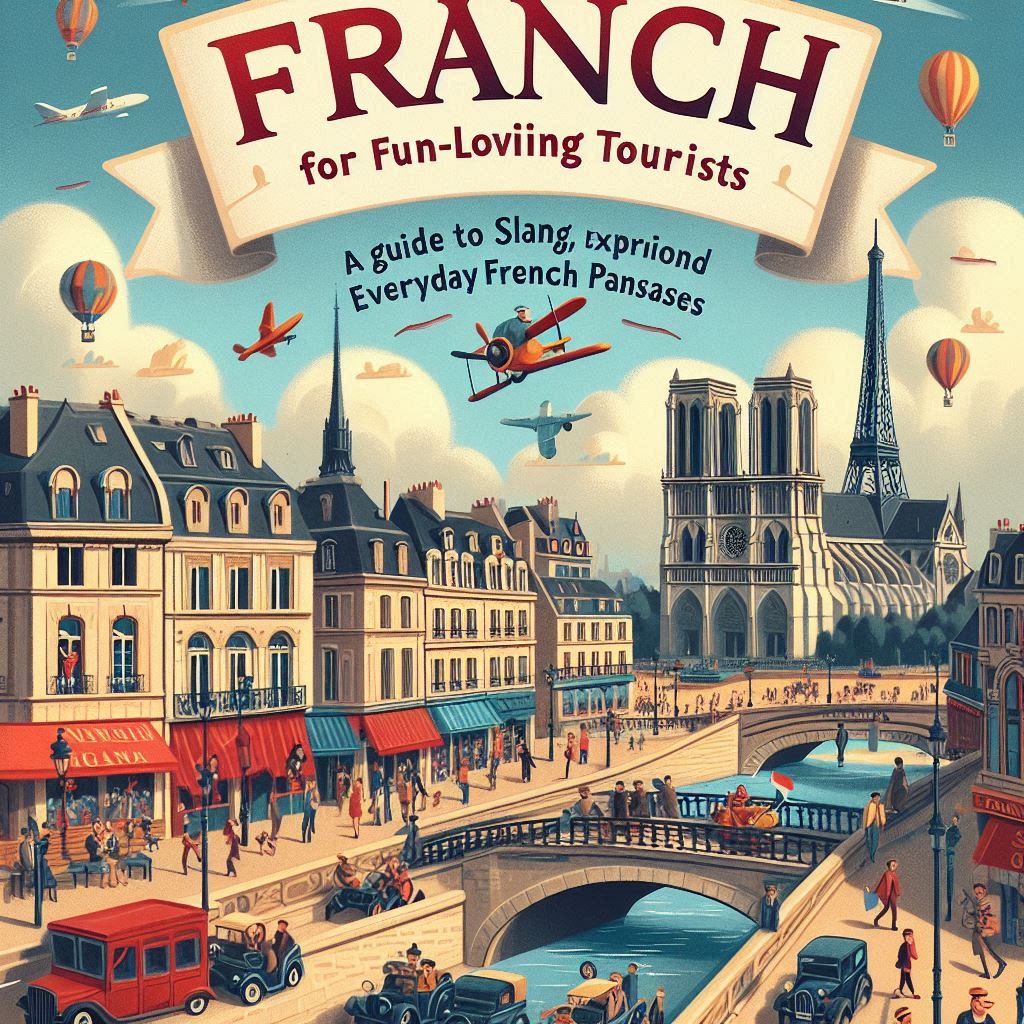 FRANCH
for Fun-Loviing Tourists
A guide to Slang, expriiond
Everyday French Pansases